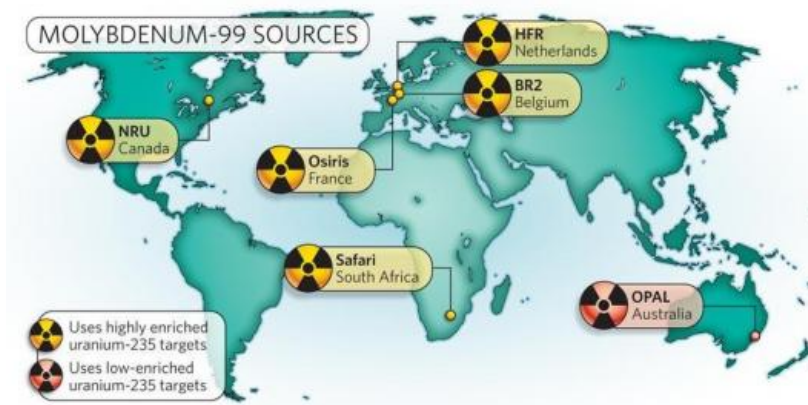 MOLYBDENUM-99 SOURCES
HFR
Netherlands
BR2
Belgium
NRU
Canada
Osiris
France
Safari
South Africa
OPAL
Australia
Uses highly enriched
uranium-235 targets
Uses low-enriched
uranium-235 targets